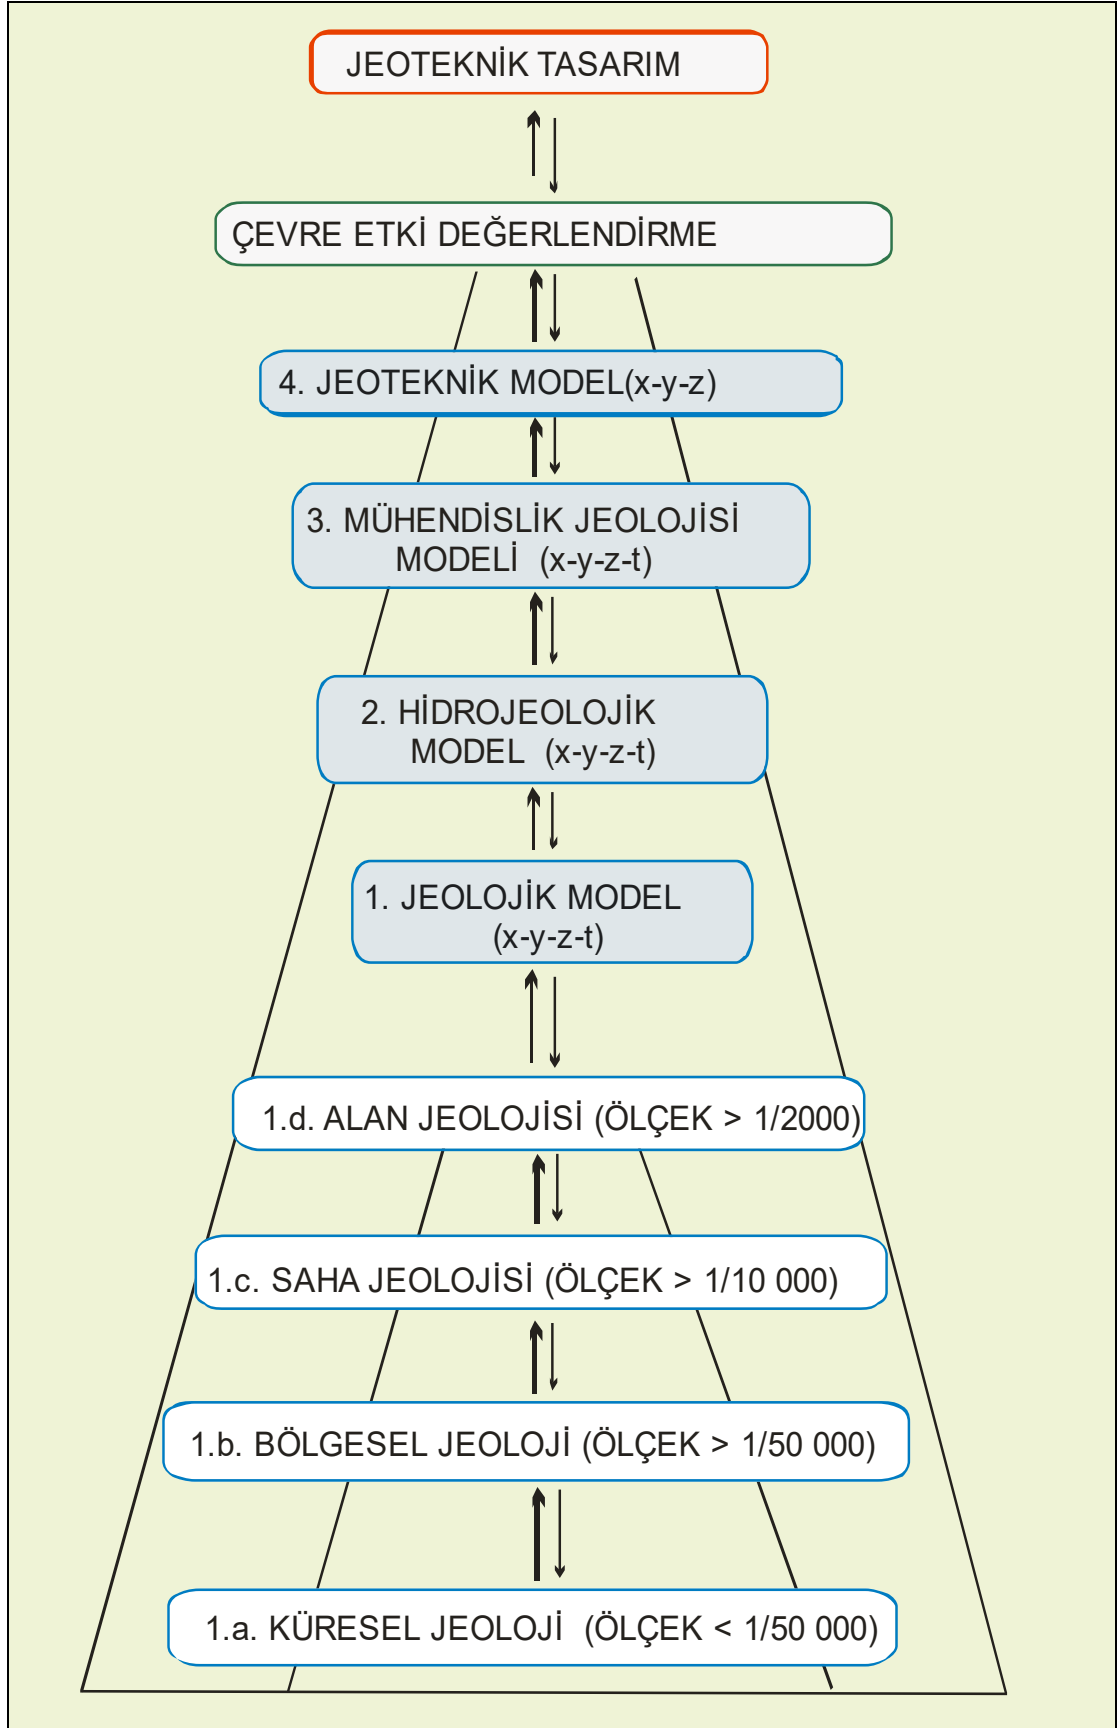 JEOTEKNİK TASARIM
ÇEVRE ETKİ DEĞERLENDİRME
4. JEOTEKNİK MODEL(x-y-z)
3. MÜHENDİSLİK JEOLOJİSİ
MODELİ (x-y-z-t)
2. HİDROJEOLOJİK
MODEL (x-y-z-t)
1. JEOLOJİK MODEL
(x-y-z-t)
1.d. ALAN JEOLOJİSİ (ÖLÇEK > 1/2000)
1.c. SAHA JEOLOJİSİ (ÖLÇEK > 1/10 000)
1.b. BÖLGESEL JEOLOJİ (ÖLÇEK > 1/50 000)
1.a. KÜRESEL JEOLOJİ (ÖLÇEK < 1/50 000)